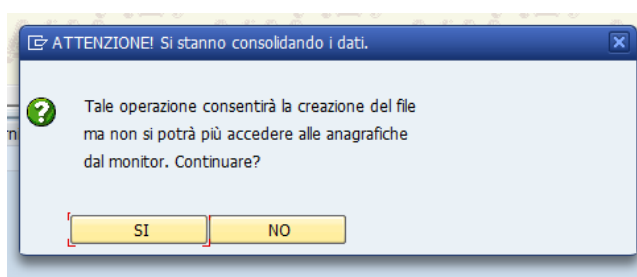 ATTENZIONE! Si stanno consolidando i dati.
Tale operazione consentirà la creazione del file
ma non si potrà più accedere alle anagrafiche
dal monitor. Continuare?
SI
NO